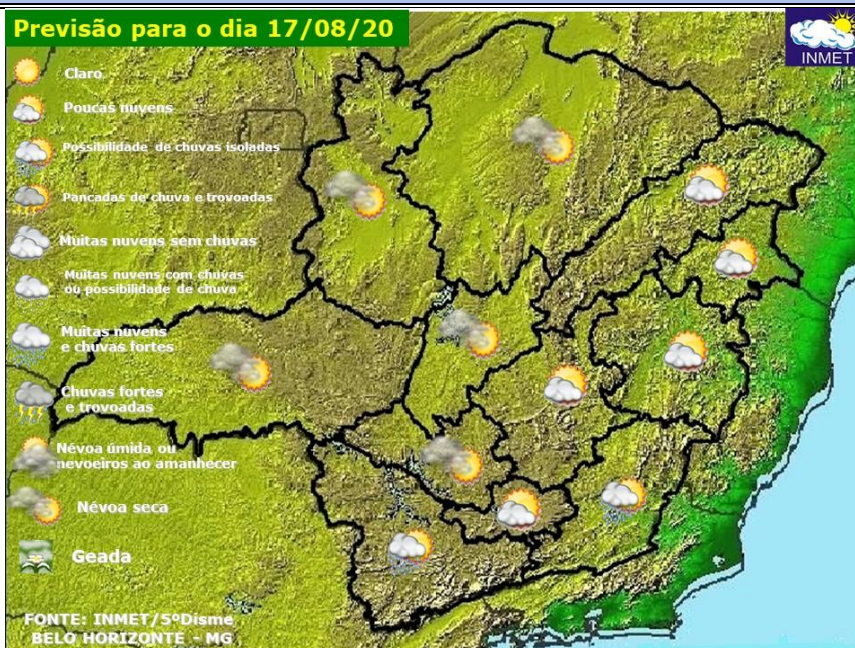 Previsão para o dia 17/08/20
INMET
Claro
Poucas nuvens
Possibilidade de chuvas isoladas
Pancadas de chuva e trovoadas
Muitas nuvens sem chuvas
Muitas nuvens com chuvas
ou possibilidade de chuva
Muitas nuvens
e chuvas fortes
Chuvas fortes
e trovoadas
Névoa úmida ou
nevoeiros ao amanhecer
Névoa seca
Geada
FONTE: INMET/5ºDisme
BELO HORIZONTE - MG